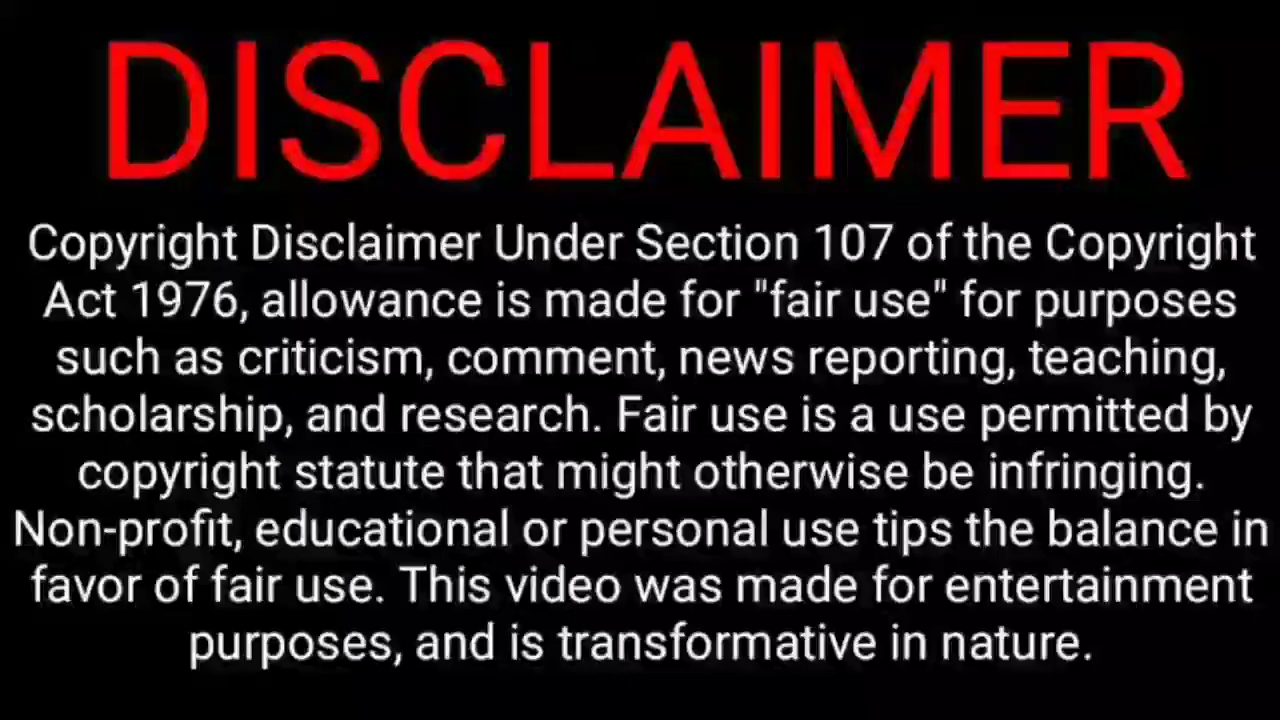 DISCLAIMER
Copyright Disclaimer Under Section 107 of the Copyright
Act 1976, allowance is made for "fair use" for purposes
such as criticism, comment, news reporting, teaching,
scholarship, and research. Fair use is a use permitted by
copyright statute that might otherwise be infringing.
Non-profit, educational or personal use tips the balance in
favor of fair use. This video was made for entertainment
purposes, and is transformative in nature.